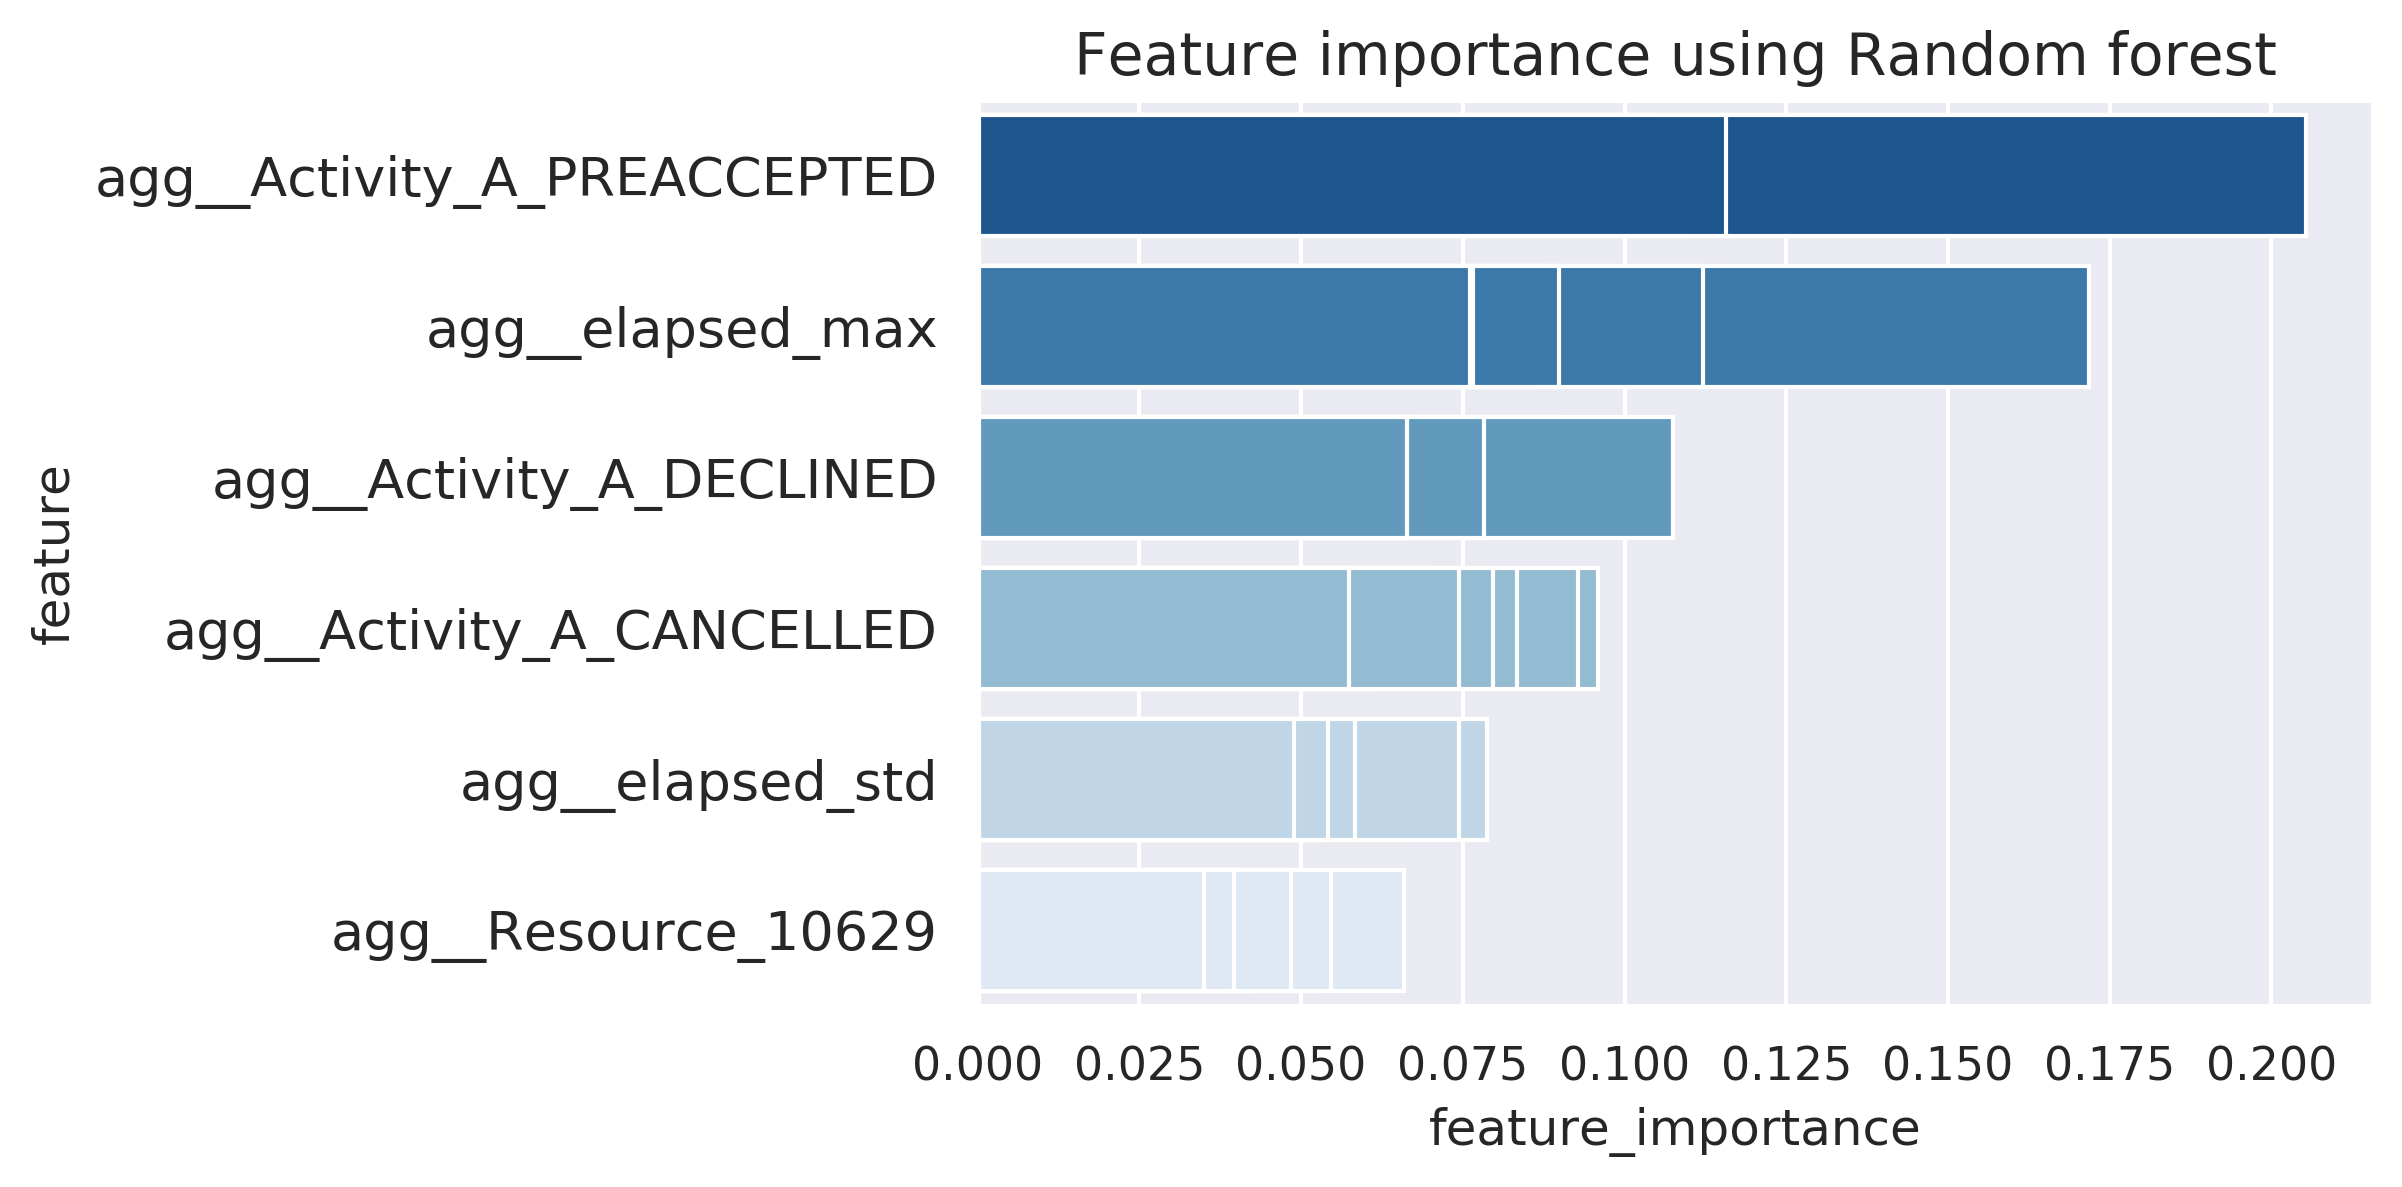 Feature importance using Random forest
agg__Activity_A_PREACCEPTED
agg__elapsed_max
agg__Activity_A_DECLINED
agg__Activity_A_CANCELLED
agg__elapsed_std
agg__Resource_10629
feature
0.000 0.025 0.050 0.075 0.100 0.125 0.150 0.175 0.200
feature_importance